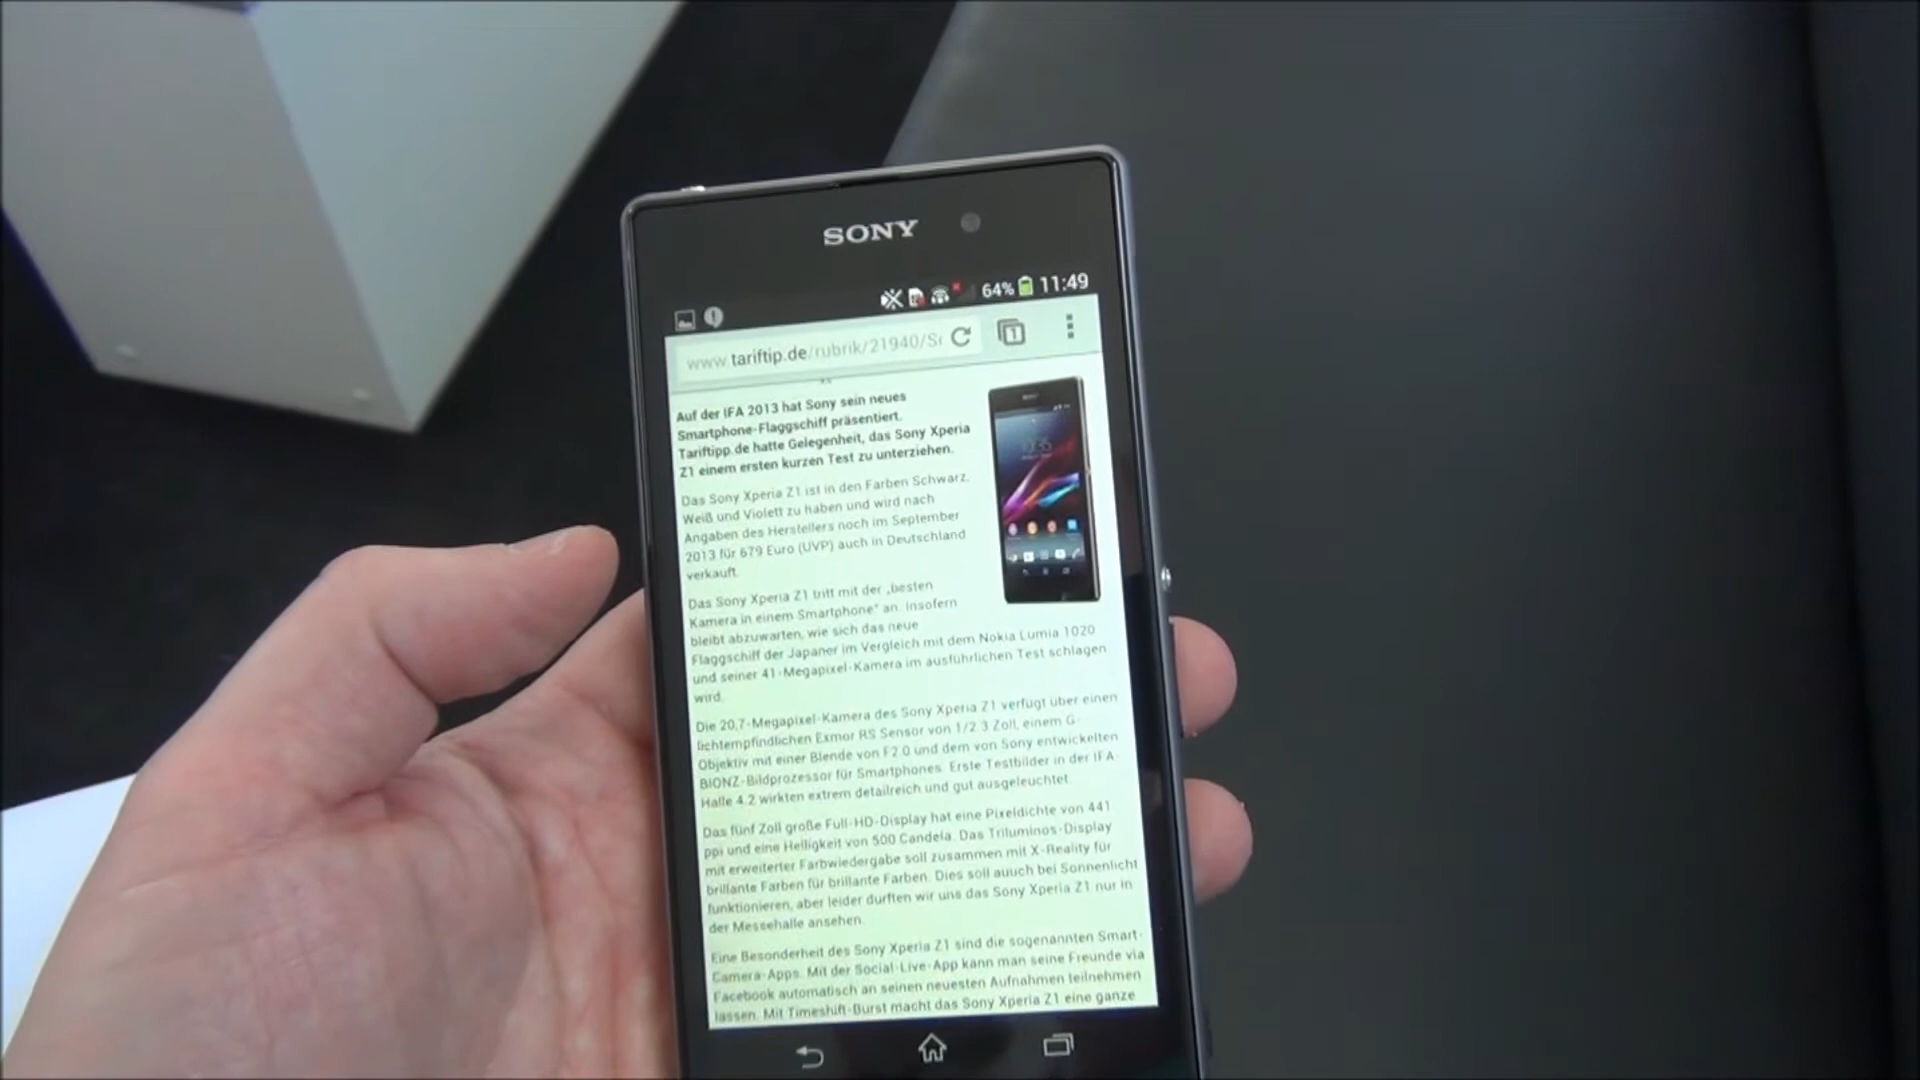 SONY
64% 11:49
www.tariftip.de/rubrik/21940/S
1
Auf der IFA 2013 hat Sony sein neues
Smartphone-Flaggschiff präsentiert.
Tariftipp.de hatte Gelegenheit, das Sony Xperia
Z1 einem ersten kurzen Test zu unterziehen.
Das Sony Xperia Z1 ist in den Farben Schwarz,
Weiß und Violett zu haben und wird nach
Angaben des Herstellers noch im September
2013 für 679 Euro (UVP) auch in Deutschland
verkauft.
Das Sony Xperia Z1 tritt mit der „besten
Kamera in einem Smartphone“ an. Insofern
bleibt abzuwarten, wie sich das neue
Flaggschiff der Japaner im Vergleich mit dem Nokia Lumia 1020
und seiner 41-Megapixel-Kamera im ausführlichen Test schlagen
wird.
Die 20,7-Megapixel-Kamera des Sony Xperia Z1 verfügt über einen
lichtempfindlichen Exmor RS Sensor von 1/2.3 Zoll, einem G-
Objektiv mit einer Blende von F2.0 und dem von Sony entwickelten
BIONZ-Bildprozessor für Smartphones. Erste Testbilder in der IFA-
Halle 4.2 wirkten extrem detailreich und gut ausgeleuchtet.
Das fünf Zoll große Full-HD-Display hat eine Pixeldichte von 441
ppi und eine Helligkeit von 500 Candela. Das Triluminos-Display
mit erweiterter Farbwiedergabe soll zusammen mit X-Reality für
brillante Farben für brillante Farben. Dies soll auuch bei Sonnenlicht
funktionieren, aber leider durften wir uns das Sony Xperia Z1 nur in
der Messehalle ansehen.
Eine Besonderheit des Sony Xperia Z1 sind die sogenannten Smart-
Camera-Apps. Mit der Social-Live-App kann man seine Freunde via
Facebook automatisch an seinen neuesten Aufnahmen teilnehmen
lassen. Mit Timeshift-Burst macht das Sony Xperia Z1 eine ganze